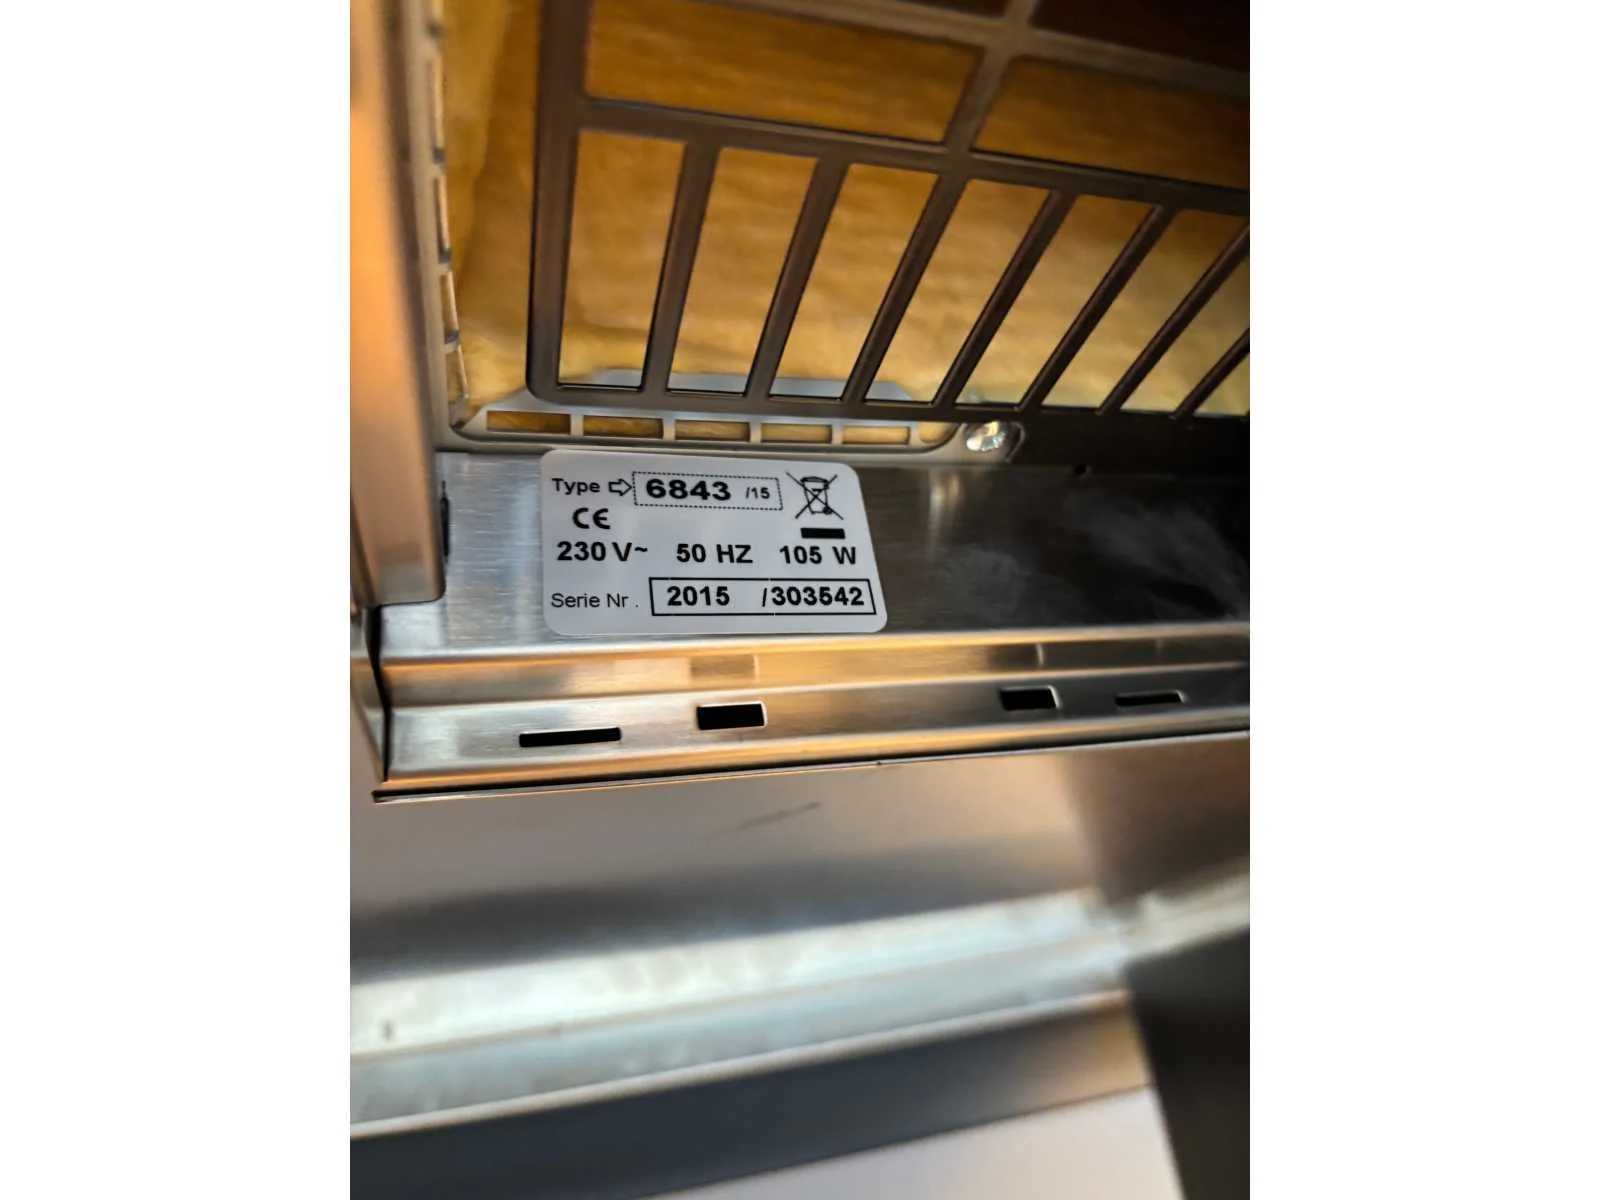 Type ⇨ 6843 /15
CE
230 V~ 50 HZ 105 W
Serie Nr . 2015 /303542